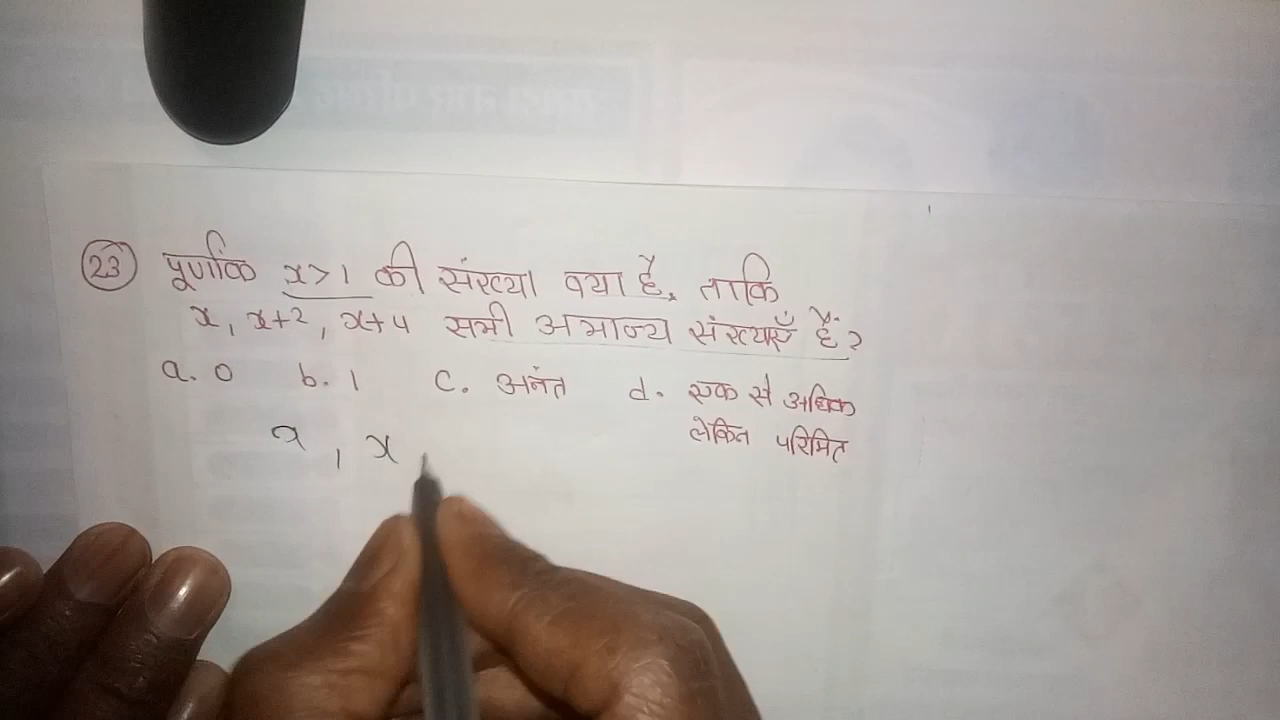 23 पूर्णांक x>1 की संख्या क्या है, ताकि
x, x+2, x+4 सभी अभाज्य संख्याएँ हैं?
a. 0 b. 1 c. अनंत d. एक से अधिक
लेकिन परिमित
x, x